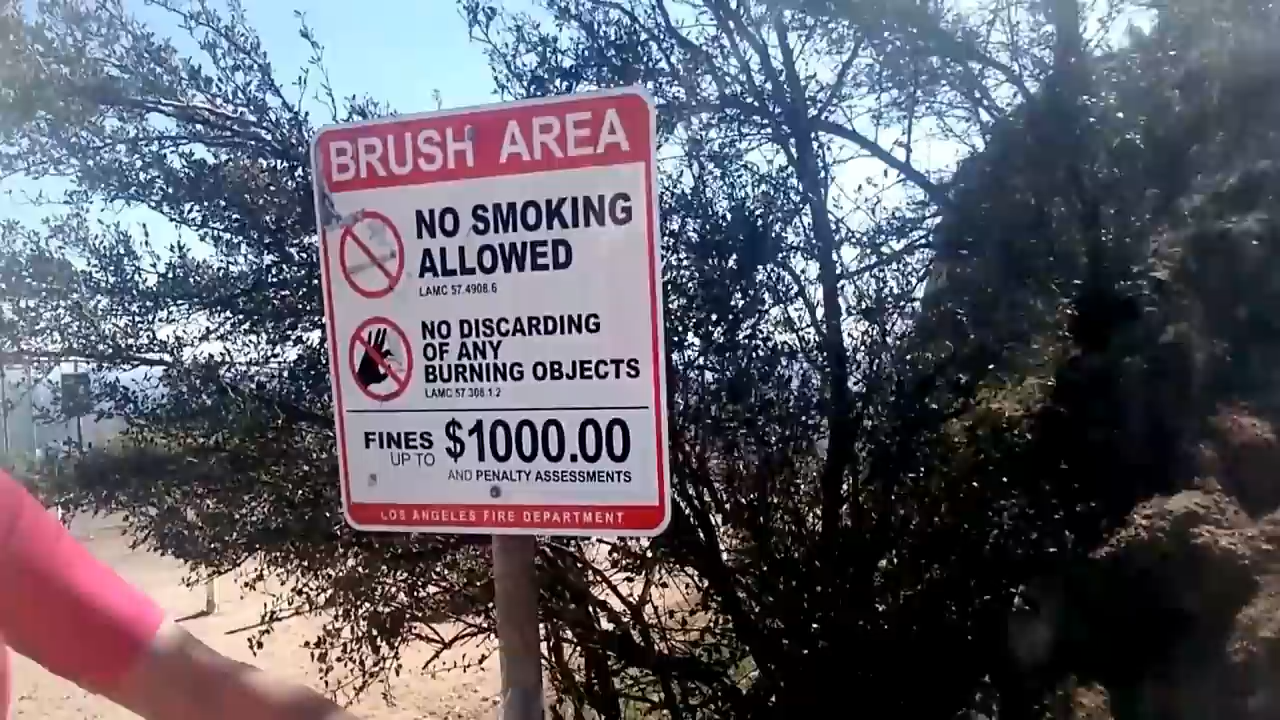 BRUSH AREA
NO SMOKING
ALLOWED
LAMC 57.4908.6
NO DISCARDING
OF ANY
BURNING OBJECTS
LAMC 57.308.1.2
FINES
UP TO
$1000.00
AND PENALTY ASSESSMENTS
LOS ANGELES FIRE DEPARTMENT